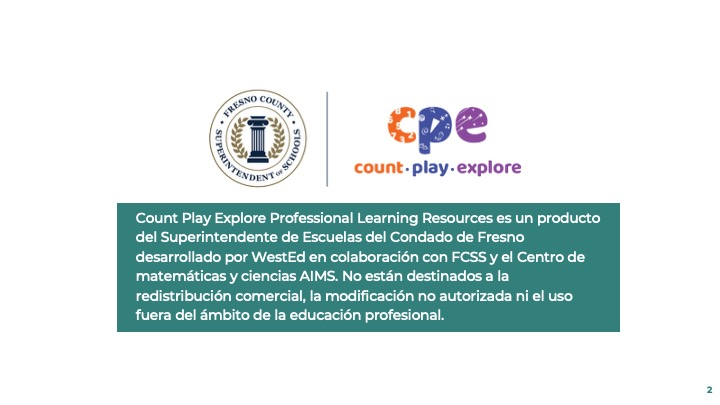 FRESNO COUNTY
SUPERINTENDENT OF SCHOOLS
cpe
count·play·explore
Count Play Explore Professional Learning Resources es un producto
del Superintendente de Escuelas del Condado de Fresno
desarrollado por WestEd en colaboración con FCSS y el Centro de
matemáticas y ciencias AIMS. No están destinados a la
redistribución comercial, la modificación no autorizada ni el uso
fuera del ámbito de la educación profesional.
2